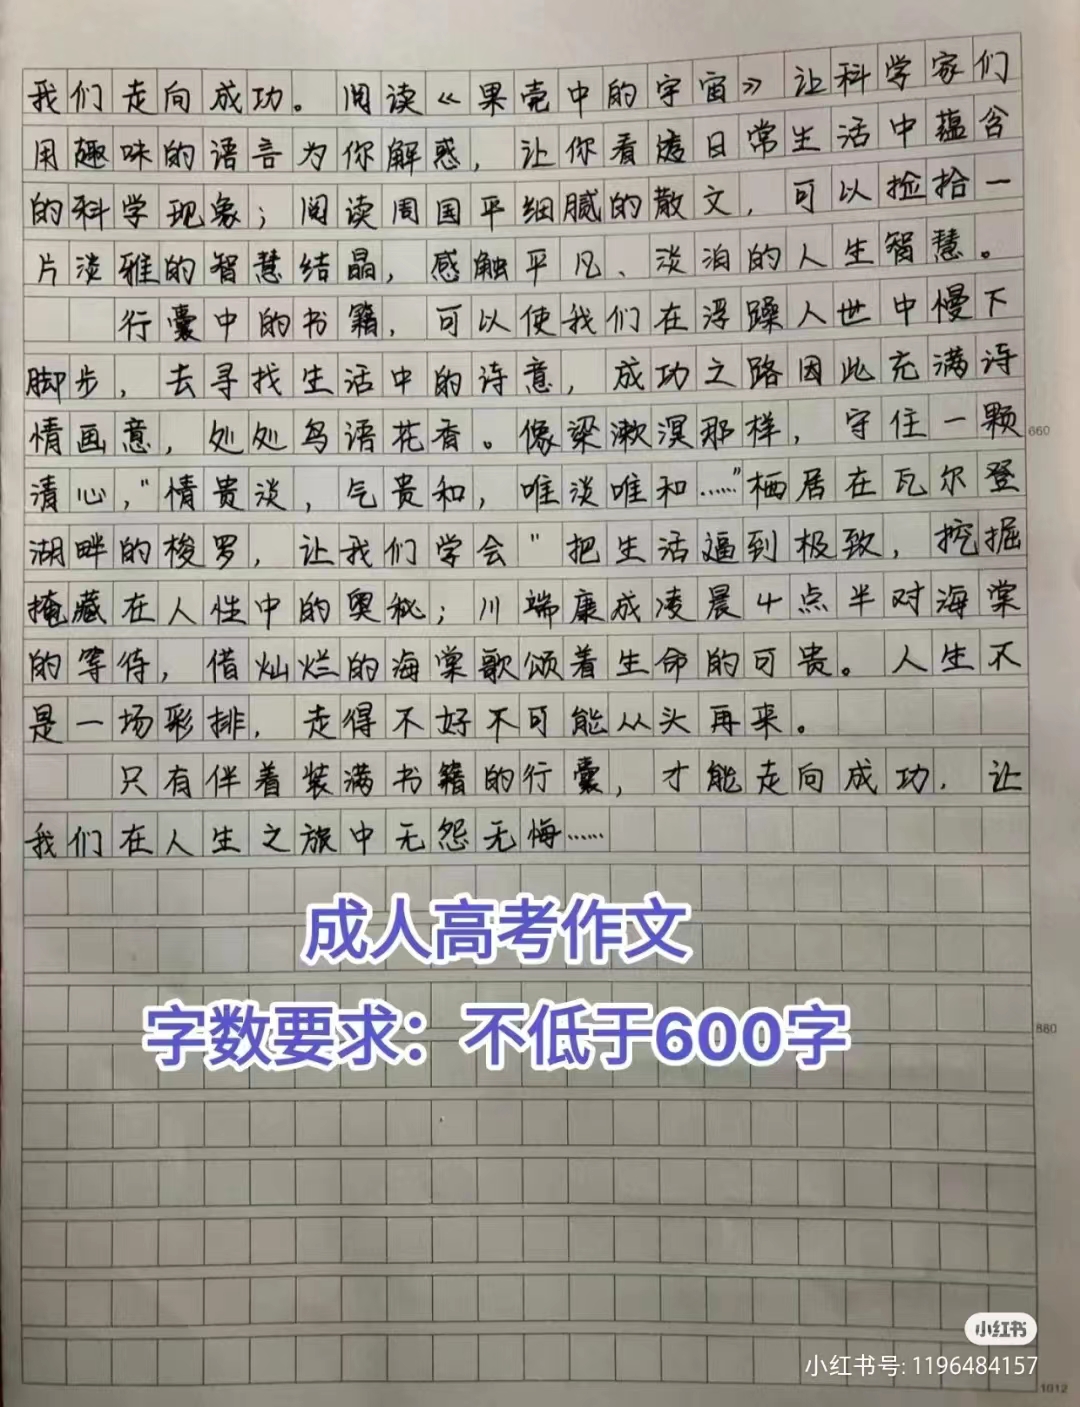 我们走向成功。阅读《果壳中的宇宙》让科学家们
用趣味的语言为你解惑，让你看透日常生活中蕴含
的科学现象；阅读周国平细腻的散文，可以捡拾一
片淡雅的智慧结晶，感触平凡、淡泊的人生智慧。
行囊中的书籍，可以使我们在浮躁人世中慢下
脚步，去寻找生活中的诗意，成功之路因此充满诗
情画意，处处鸟语花香。像梁漱溟那样，守住一颗
清心，"情贵淡，气贵和，唯淡唯和……"栖居在瓦尔登
湖畔的梭罗，让我们学会"把生活逼到极致，挖掘
掩藏在人性中的奥秘；川端康成凌晨4点半对海棠
的等待，借灿烂的海棠歌颂着生命的可贵。人生不
是一场彩排，走得不好不可能从头再来。
只有伴着装满书籍的行囊，才能走向成功，让
我们在人生之旅中无怨无悔……
660
成人高考作文
字数要求：不低于600字
880
小红书
小红书号: 1196484157
1012